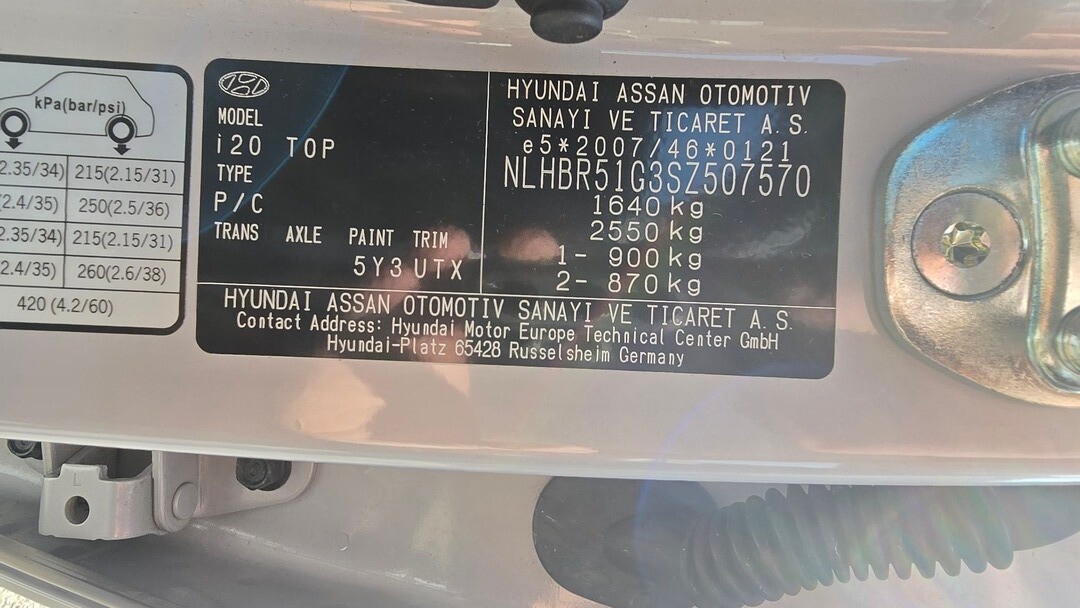 kPa(bar/psi)
2.35/34) 215(2.15/31)
(2.4/35) 250(2.5/36)
2.35/34) 215(2.15/31)
(2.4/35) 260(2.6/38)
420 (4.2/60)
MODEL
i20 TOP
TYPE
P/C
TRANS AXLE PAINT TRIM
5Y3 UTX
HYUNDAI ASSAN OTOMOTIV
SANAYI VE TICARET A.S.
e5*2007/46*0121
NLHBR51G3SZ507570
1640 kg
2550 kg
1- 900 kg
2- 870 kg
HYUNDAI ASSAN OTOMOTIV SANAYI VE TICARET A.S.
Contact Address: Hyundai Motor Europe Technical Center GmbH
Hyundai-Platz 65428 Russelsheim Germany
L